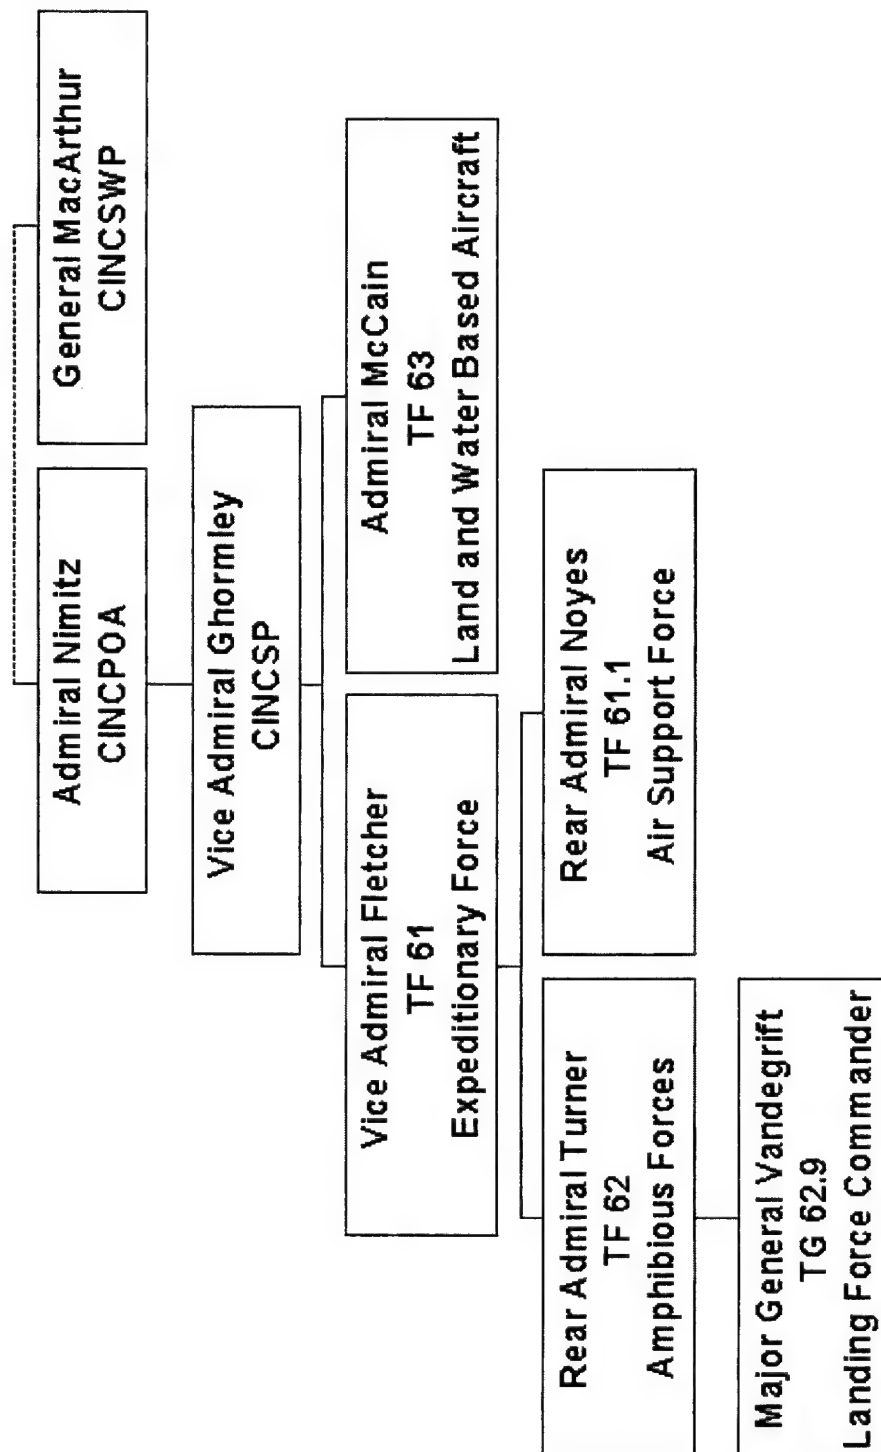 Admiral Nimitz
CINCPOA
General MacArthur
CINCSWP
Vice Admiral Ghormley
CINCSP
Vice Admiral Fletcher
TF 61
Expeditionary Force
Admiral McCain
TF 63
Land and Water Based Aircraft
Rear Admiral Turner
TF 62
Amphibious Forces
Rear Admiral Noyes
TF 61.1
Air Support Force
Major General Vandegrift
TG 62.9
Landing Force Commander